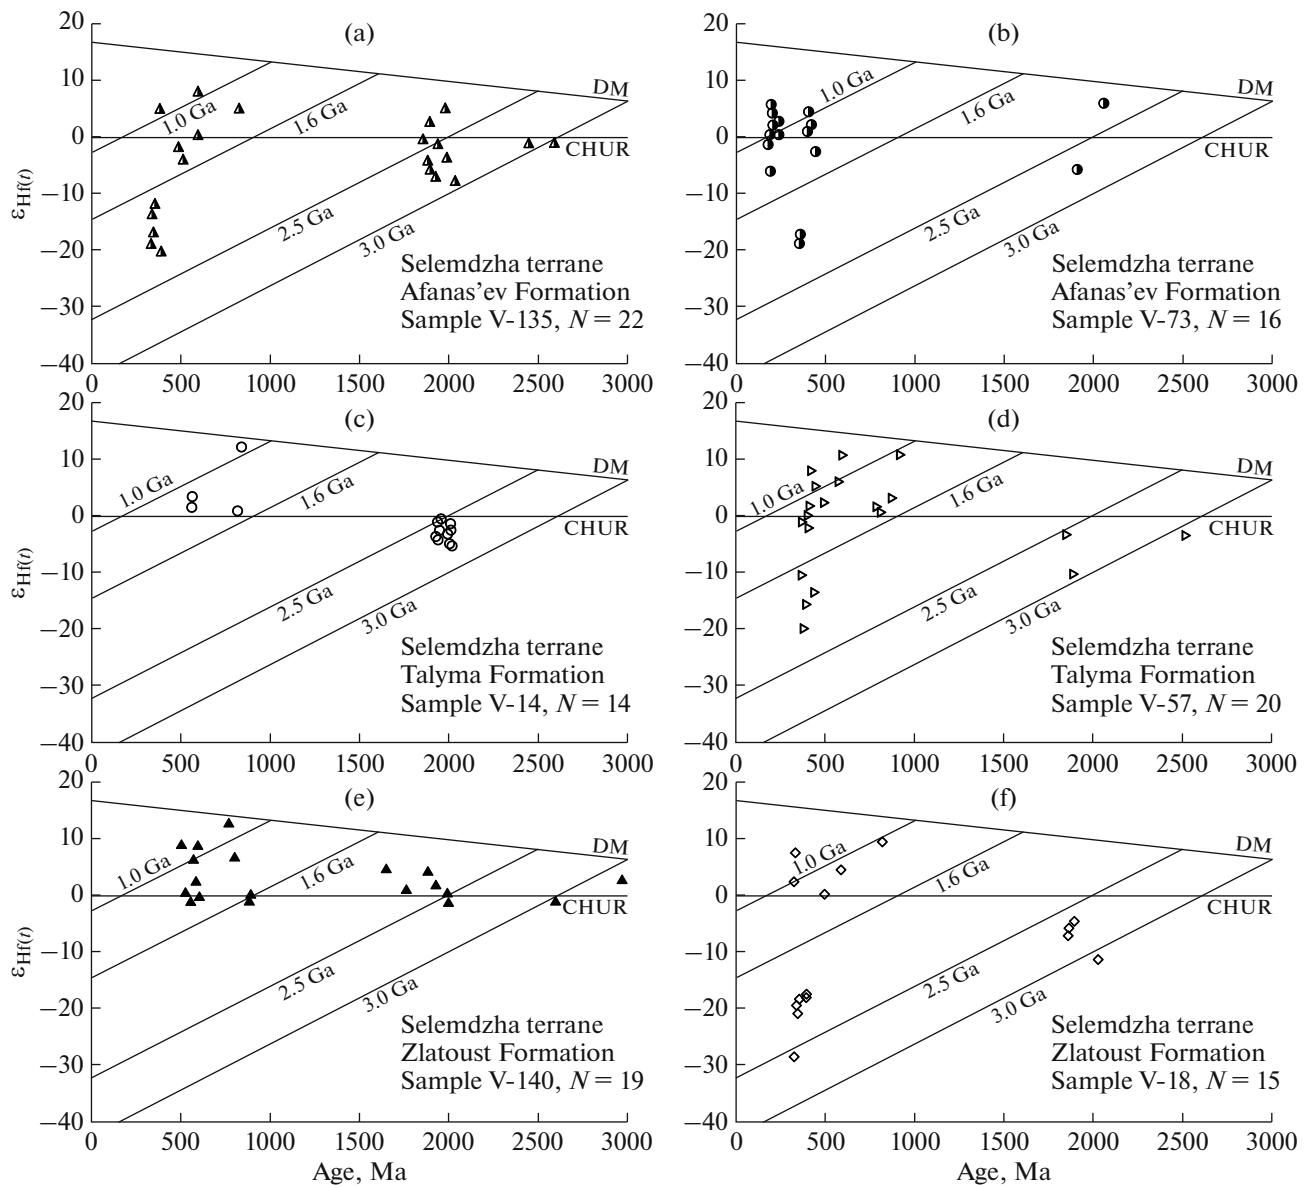 (a)
20
10
0
−10
−20
−30
−40
εHf(t)
DM
CHUR
1.0 Ga
1.6 Ga
2.5 Ga
3.0 Ga
Selemdzha terrane
Afanas’ev Formation
Sample V-135, N = 22
0 500 1000 1500 2000 2500 3000
(b)
20
10
0
−10
−20
−30
−40
DM
CHUR
1.0 Ga
1.6 Ga
2.5 Ga
3.0 Ga
Selemdzha terrane
Afanas’ev Formation
Sample V-73, N = 16
0 500 1000 1500 2000 2500 3000
(c)
20
10
0
−10
−20
−30
−40
εHf(t)
DM
CHUR
1.0 Ga
1.6 Ga
2.5 Ga
3.0 Ga
Selemdzha terrane
Talyma Formation
Sample V-14, N = 14
0 500 1000 1500 2000 2500 3000
(d)
20
10
0
−10
−20
−30
−40
DM
CHUR
1.0 Ga
1.6 Ga
2.5 Ga
3.0 Ga
Selemdzha terrane
Talyma Formation
Sample V-57, N = 20
0 500 1000 1500 2000 2500 3000
(e)
20
10
0
−10
−20
−30
−40
εHf(t)
DM
CHUR
1.0 Ga
1.6 Ga
2.5 Ga
3.0 Ga
Selemdzha terrane
Zlatoust Formation
Sample V-140, N = 19
0 500 1000 1500 2000 2500 3000
Age, Ma
(f)
20
10
0
−10
−20
−30
−40
DM
CHUR
1.0 Ga
1.6 Ga
2.5 Ga
3.0 Ga
Selemdzha terrane
Zlatoust Formation
Sample V-18, N = 15
0 500 1000 1500 2000 2500 3000
Age, Ma